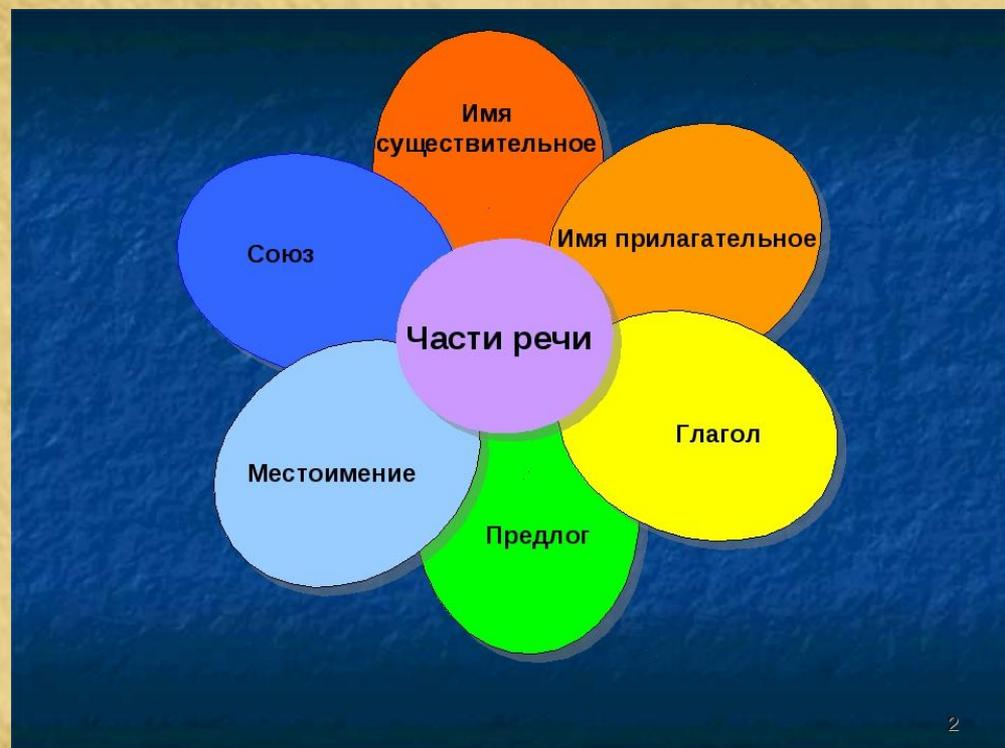 Имя
существительное
Имя прилагательное
Союз
Части речи
Глагол
Местоимение
Предлог
2